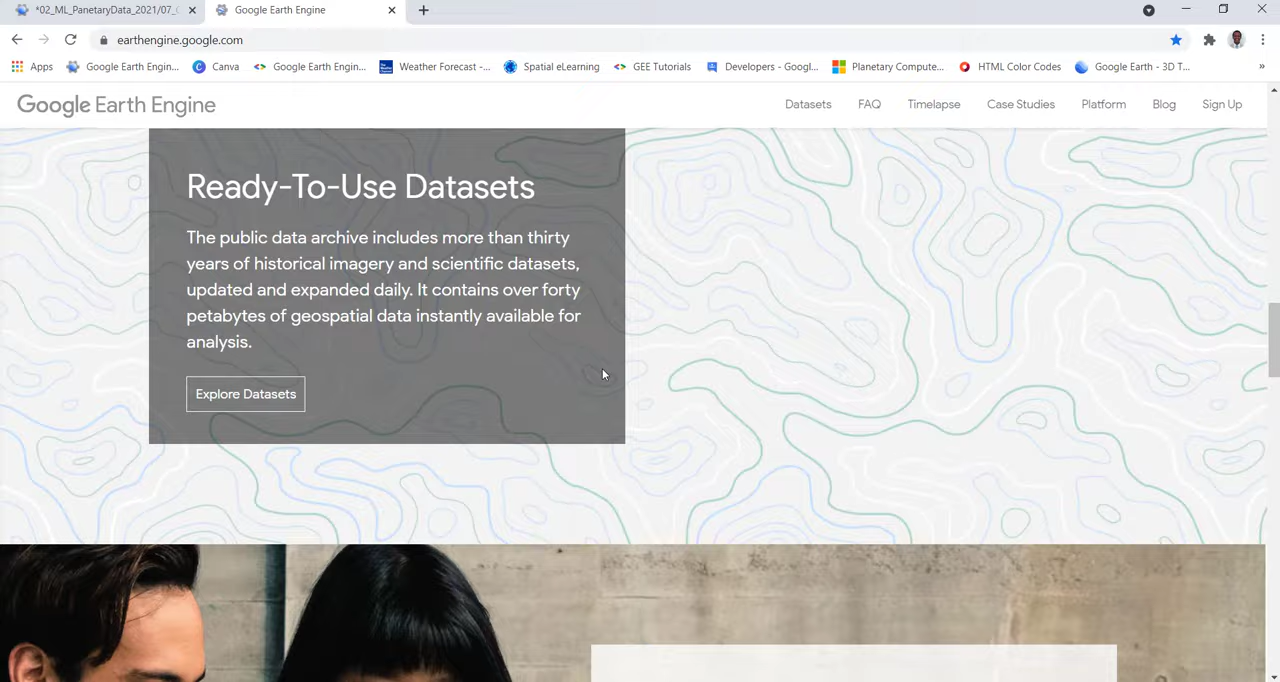 *02_ML_PanetaryData_2021/07_
Google Earth Engine
earthengine.google.com
Apps
Google Earth Engin...
Canva
Google Earth Engin...
Weather Forecast -...
Spatial eLearning
GEE Tutorials
Developers - Googl...
Planetary Compute...
HTML Color Codes
Google Earth - 3D T...
»
Google Earth Engine
Datasets
FAQ
Timelapse
Case Studies
Platform
Blog
Sign Up
Ready-To-Use Datasets
The public data archive includes more than thirty
years of historical imagery and scientific datasets,
updated and expanded daily. It contains over forty
petabytes of geospatial data instantly available for
analysis.
Explore Datasets